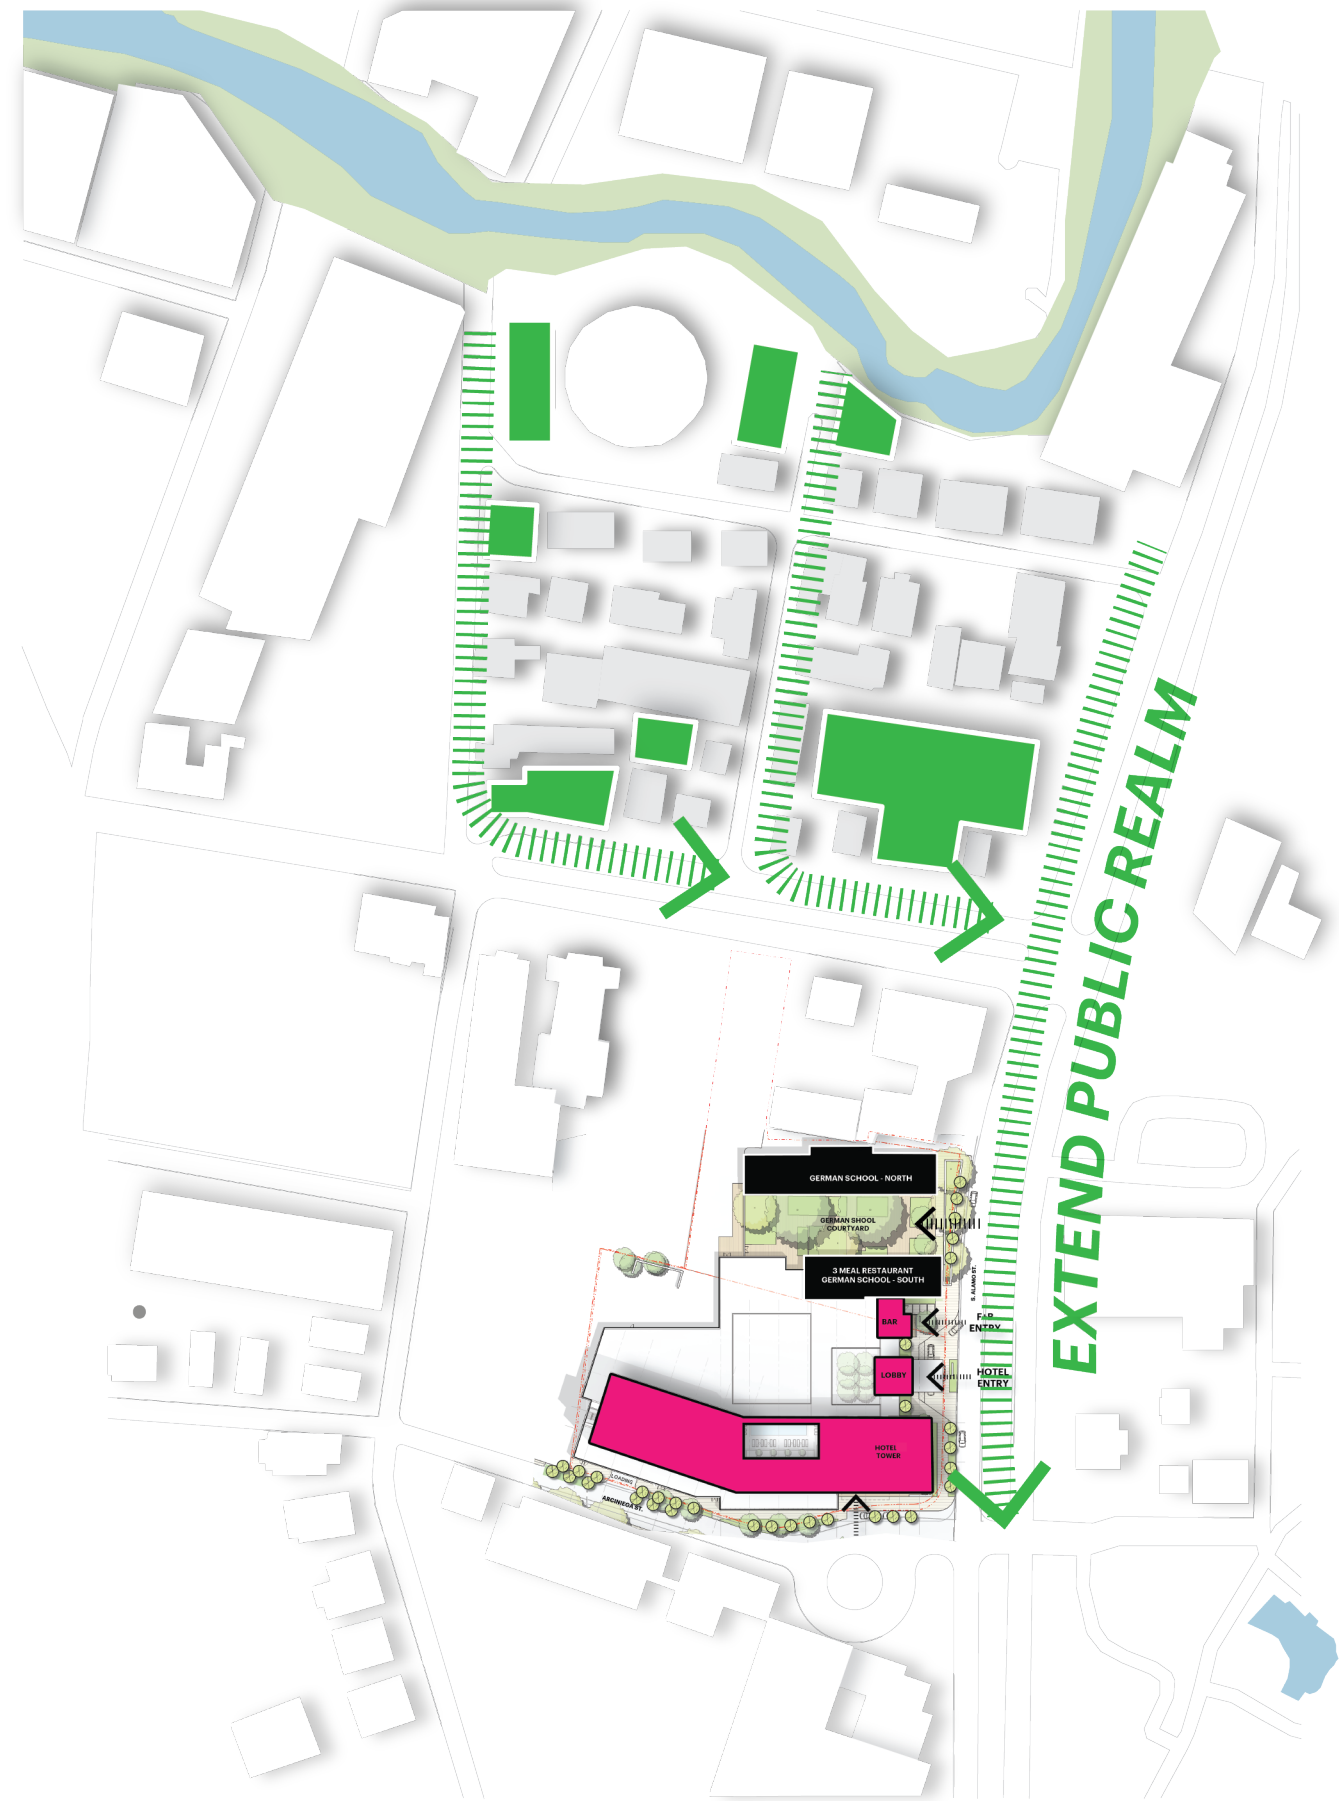 EXTEND PUBLIC REALM
GERMAN SCHOOL - NORTH
GERMAN SHOOL
COURTYARD
3 MEAL RESTAURANT
GERMAN SCHOOL - SOUTH
S. ALAMO ST.
BAR
F+B
ENTRY
LOBBY
HOTEL
ENTRY
HOTEL
TOWER
LOADING
ARCINIEGA ST.